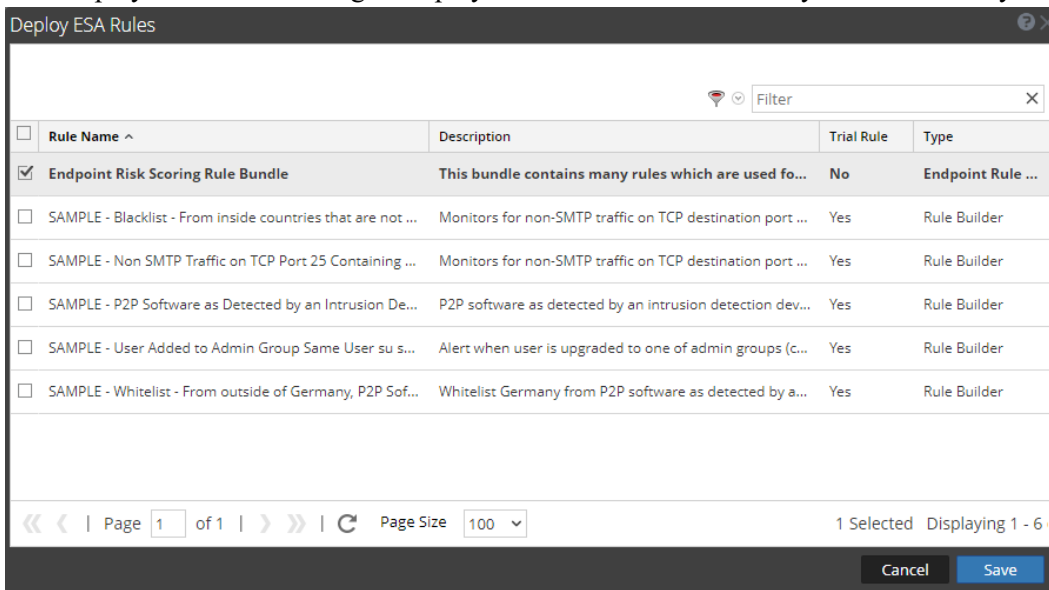 Deploy ESA Rules
Filter
Rule Name Description Trial Rule Type
Endpoint Risk Scoring Rule Bundle This bundle contains many rules which are used fo... No Endpoint Rule ...
SAMPLE - Blacklist - From inside countries that are not ... Monitors for non-SMTP traffic on TCP destination port ... Yes Rule Builder
SAMPLE - Non SMTP Traffic on TCP Port 25 Containing ... Monitors for non-SMTP traffic on TCP destination port ... Yes Rule Builder
SAMPLE - P2P Software as Detected by an Intrusion De... P2P software as detected by an intrusion detection dev... Yes Rule Builder
SAMPLE - User Added to Admin Group Same User su s... Alert when user is upgraded to one of admin groups (c... Yes Rule Builder
SAMPLE - Whitelist - From outside of Germany, P2P Sof... Whitelist Germany from P2P software as detected by a... Yes Rule Builder
Page 1 of 1 Page Size 100 1 Selected Displaying 1 - 6
Cancel Save